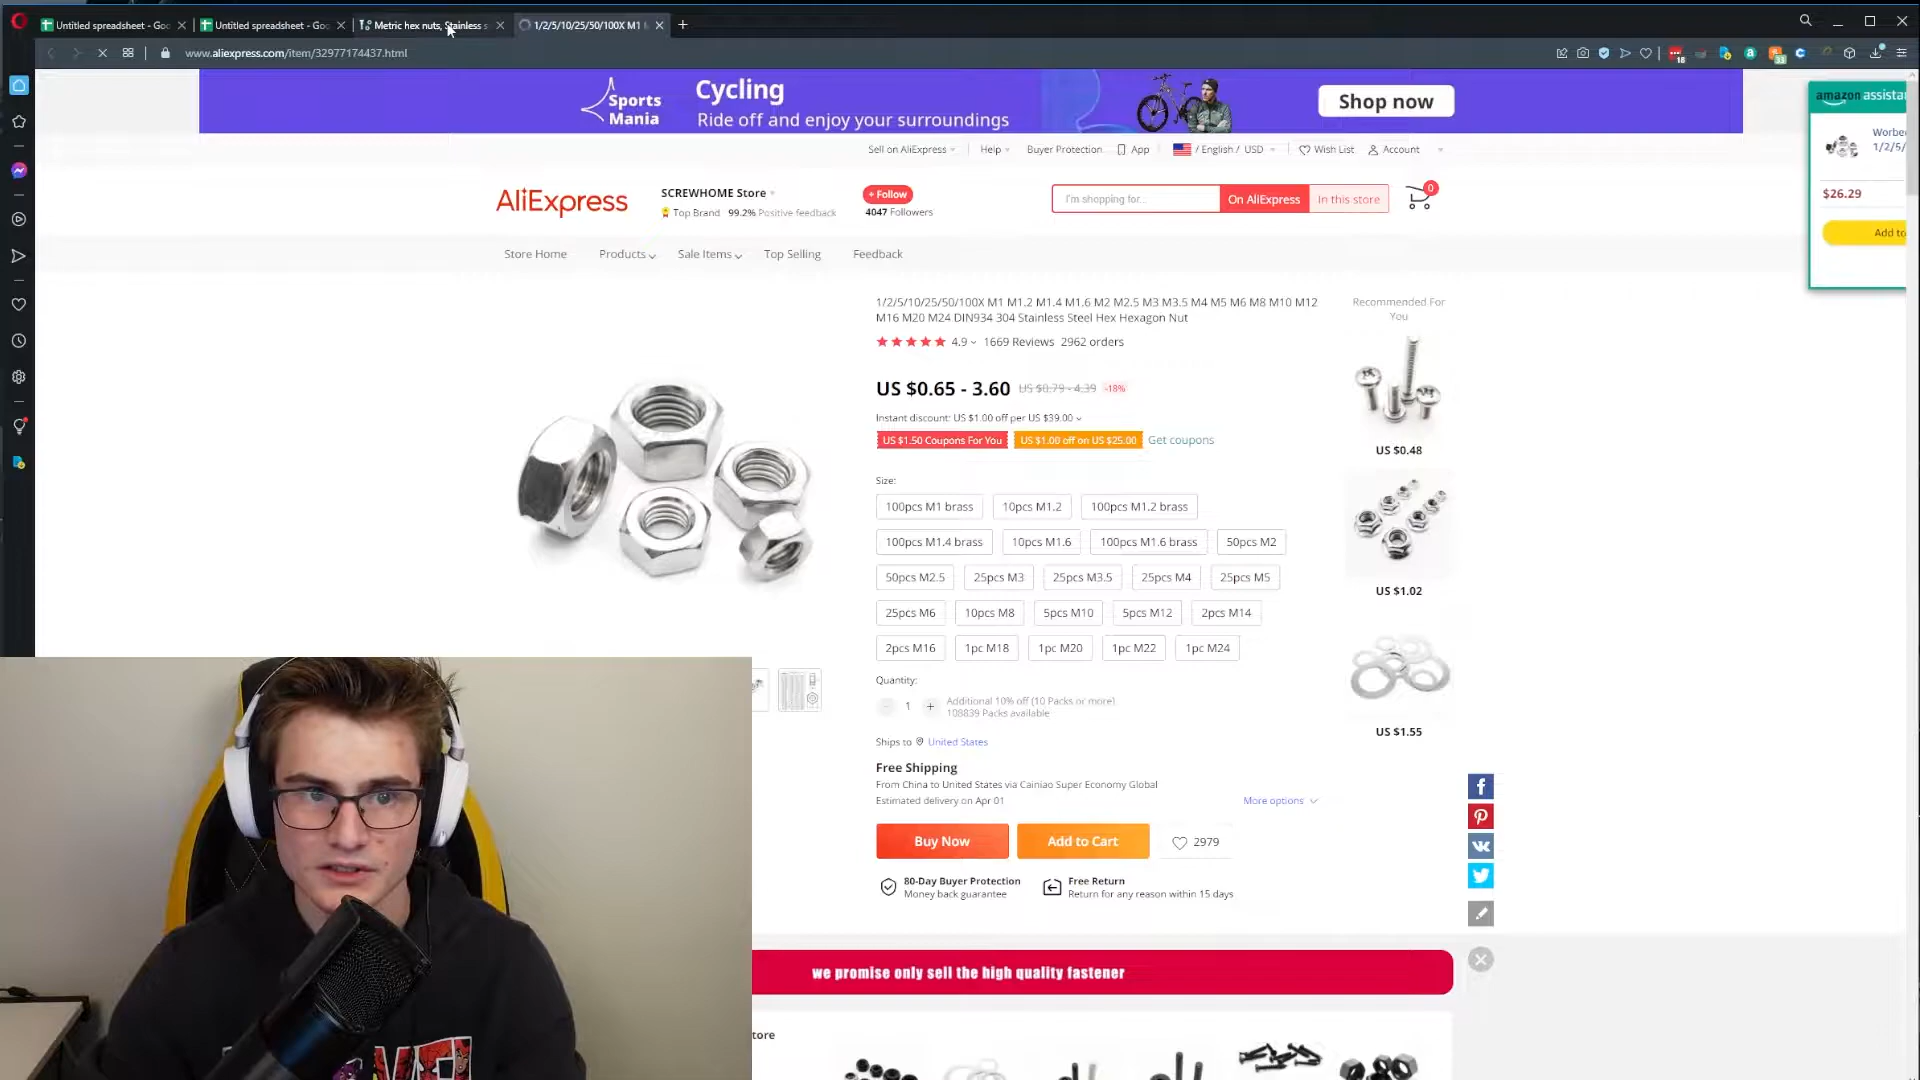 Untitled spreadsheet - Goo
Untitled spreadsheet - Goo
Metric hex nuts, Stainless s
1/2/5/10/25/50/100X M1 M
www.aliexpress.com/item/32977174437.html
Sports Mania
Cycling
Ride off and enjoy your surroundings
Shop now
amazon assista
Worbe
1/2/5/
$26.29
Add to
Sell on AliExpress
Help
Buyer Protection
App
/ English / USD
Wish List
Account
AliExpress
SCREWHOME Store
Top Brand 99.2% Positive feedback
+ Follow
4047 Followers
I'm shopping for...
On AliExpress
In this store
0
Store Home
Products
Sale Items
Top Selling
Feedback
1/2/5/10/25/50/100X M1 M1.2 M1.4 M1.6 M2 M2.5 M3 M3.5 M4 M5 M6 M8 M10 M12
M16 M20 M24 DIN934 304 Stainless Steel Hex Hexagon Nut
4.9 1669 Reviews 2962 orders
US $0.65 - 3.60 US $0.79 - 4.39 -18%
Instant discount: US $1.00 off per US $39.00
US $1.50 Coupons For You US $1.00 off on US $25.00 Get coupons
Size:
100pcs M1 brass 10pcs M1.2 100pcs M1.2 brass
100pcs M1.4 brass 10pcs M1.6 100pcs M1.6 brass 50pcs M2
50pcs M2.5 25pcs M3 25pcs M3.5 25pcs M4 25pcs M5
25pcs M6 10pcs M8 5pcs M10 5pcs M12 2pcs M14
2pcs M16 1pc M18 1pc M20 1pc M22 1pc M24
Quantity:
1
Additional 10% off (10 Packs or more)
108839 Packs available
Ships to United States
Free Shipping
From China to United States via Cainiao Super Economy Global
Estimated delivery on Apr 01
More options
Buy Now
Add to Cart
2979
80-Day Buyer Protection
Money back guarantee
Free Return
Return for any reason within 15 days
Recommended For
You
US $0.48
US $1.02
US $1.55
we promise only sell the high quality fastener
tore